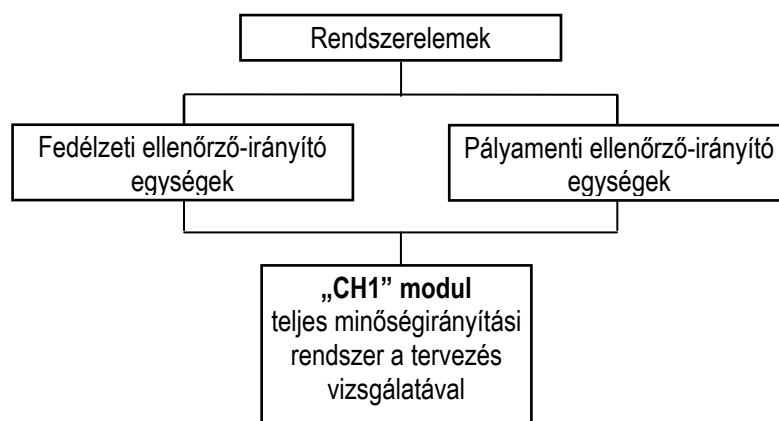 Rendszerelemek
Fedélzeti ellenőrző-irányító
egységek
Pályamenti ellenőrző-irányító
egységek
„CH1” modul
teljes minőségirányítási
rendszer a tervezés
vizsgálatával